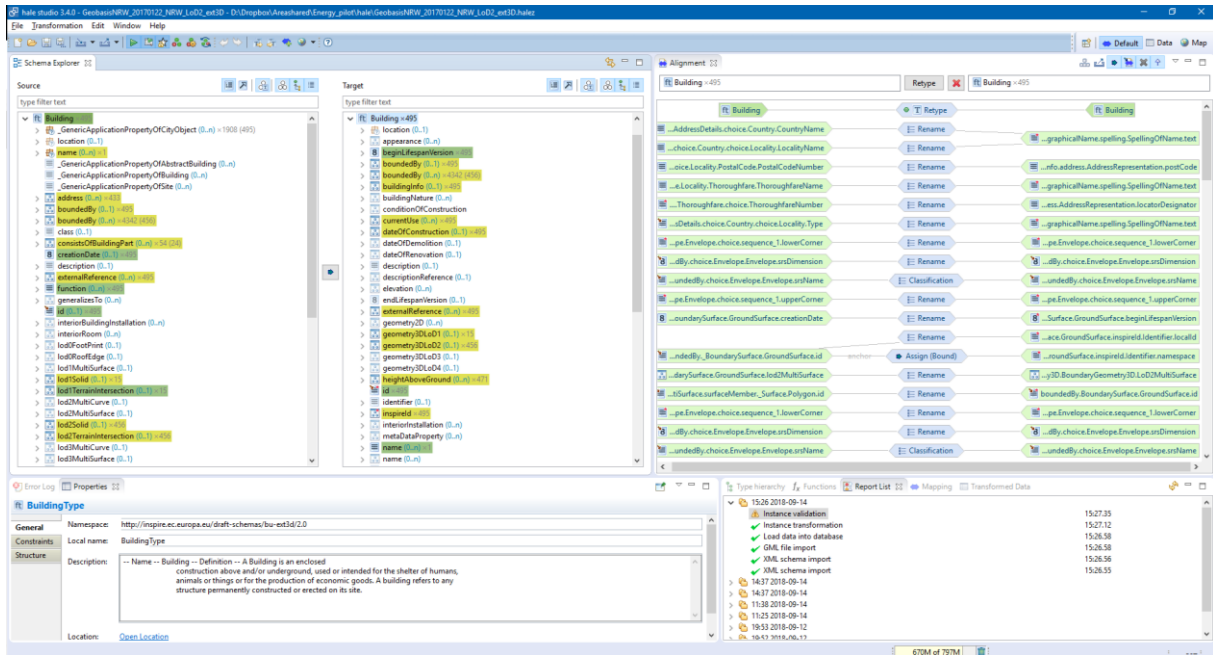 hale studio 3.4.0 - GeobasisNRW_20170122_NRW_LoD2_ext3D - D:\Dropbox\Areashared\Energy_pilot\hale\GeobasisNRW_20170122_NRW_LoD2_ext3D.halez
File Transformation Edit Window Help
Default Data Map
Schema Explorer
Source
Target
type filter text
type filter text
Building ×495
_GenericApplicationPropertyOfCityObject (0..n) ×1908 (495)
location (0..1)
name (0..n) ×1
_GenericApplicationPropertyOfAbstractBuilding (0..n)
_GenericApplicationPropertyOfBuilding (0..n)
_GenericApplicationPropertyOfSite (0..n)
address (0..n) ×433
boundedBy (0..1) ×495
boundedBy (0..n) ×4342 (456)
class (0..1)
consistsOfBuildingPart (0..n) ×54 (24)
creationDate (0..1) ×495
description (0..1)
externalReference (0..n) ×495
function (0..n) ×495
generalizesTo (0..n)
id (0..1) ×495
interiorBuildingInstallation (0..n)
interiorRoom (0..n)
lod0FootPrint (0..1)
lod0RoofEdge (0..1)
lod1MultiSurface (0..1)
lod1Solid (0..1) ×15
lod1TerrainIntersection (0..1) ×15
lod2MultiCurve (0..1)
lod2MultiSurface (0..1)
lod2Solid (0..1) ×456
lod2TerrainIntersection (0..1) ×456
lod3MultiCurve (0..1)
lod3MultiSurface (0..1)
Building ×495
location (0..1)
appearance (0..n)
beginLifespanVersion ×495
boundedBy (0..1) ×495
boundedBy (0..n) ×4342 (456)
buildingInfo (0..1) ×495
buildingNature (0..n)
conditionOfConstruction
currentUse (0..n) ×495
dateOfConstruction (0..1) ×495
dateOfDemolition (0..1)
dateOfRenovation (0..1)
description (0..1)
descriptionReference (0..1)
elevation (0..n)
endLifespanVersion (0..1)
externalReference (0..n) ×495
geometry2D (0..n)
geometry3DLoD1 (0..1) ×15
geometry3DLoD2 (0..1) ×456
geometry3DLoD3 (0..1)
geometry3DLoD4 (0..1)
heightAboveGround (0..n) ×471
id ×495
identifier (0..1)
inspireId ×495
interiorInstallation (0..n)
metaDataProperty (0..n)
name (0..n) ×1
name (0..n)
Alignment
Building ×495 Retype Building ×495
Building Retype Building
...AddressDetails.choice.Country.CountryName Rename
...graphicalName.spelling.SpellingOfName.text
...choice.Country.choice.Locality.LocalityName Rename
...oice.Locality.PostalCode.PostalCodeNumber Rename ...nfo.address.AddressRepresentation.postCode
...e.Locality.Thoroughfare.ThoroughfareName Rename ...graphicalName.spelling.SpellingOfName.text
...Thoroughfare.choice.ThoroughfareNumber Rename ...ess.AddressRepresentation.locatorDesignator
...sDetails.choice.Country.choice.Locality.Type Rename ...graphicalName.spelling.SpellingOfName.text
...pe.Envelope.choice.sequence_1.lowerCorner Rename ...pe.Envelope.choice.sequence_1.lowerCorner
...dBy.choice.Envelope.Envelope.srsDimension Rename ...dBy.choice.Envelope.Envelope.srsDimension
...undedBy.choice.Envelope.Envelope.srsName Classification ...undedBy.choice.Envelope.Envelope.srsName
...pe.Envelope.choice.sequence_1.upperCorner Rename ...pe.Envelope.choice.sequence_1.upperCorner
...oundarySurface.GroundSurface.creationDate Rename ...Surface.GroundSurface.beginLifespanVersion
Rename ...ace.GroundSurface.inspireId.Identifier.localId
...ndedBy._BoundarySurface.GroundSurface.id anchor Assign (Bound) ...roundSurface.inspireId.Identifier.namespace
...darySurface.GroundSurface.lod2MultiSurface Rename ...y3D.BoundaryGeometry3D.LoD2MultiSurface
...tiSurface.surfaceMember._Surface.Polygon.id Rename boundedBy.BoundarySurface.GroundSurface.id
...pe.Envelope.choice.sequence_1.lowerCorner Rename ...pe.Envelope.choice.sequence_1.lowerCorner
...dBy.choice.Envelope.Envelope.srsDimension Rename ...dBy.choice.Envelope.Envelope.srsDimension
...undedBy.choice.Envelope.Envelope.srsName Classification ...undedBy.choice.Envelope.Envelope.srsName
Error Log Properties
BuildingType
General
Constraints
Structure
Namespace: http://inspire.ec.europa.eu/draft-schemas/bu-ext3d/2.0
Local name: BuildingType
Description: -- Name -- Building -- Definition -- A Building is an enclosed
construction above and/or underground, used or intended for the shelter of humans,
animals or things or for the production of economic goods. A building refers to any
structure permanently constructed or erected on its site.
Location: Open Location
Type hierarchy Functions Report List Mapping Transformed Data
15:26 2018-09-14
Instance validation 15:27.35
Instance transformation 15:27.12
Load data into database 15:26.58
GML file import 15:26.58
XML schema import 15:26.56
XML schema import 15:26.55
14:37 2018-09-14
14:37 2018-09-14
11:38 2018-09-14
11:25 2018-09-14
19:53 2018-09-12
19:52 2018-09-12
670M of 797M